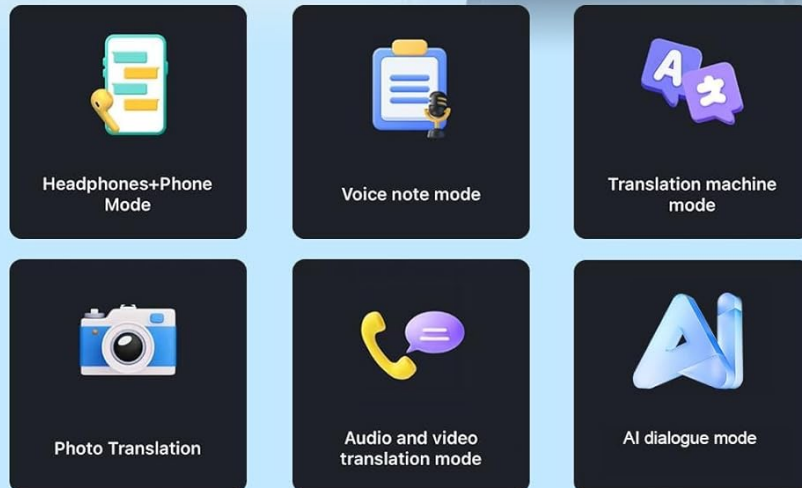 Headphones+Phone
Mode
Voice note mode
Translation machine
mode
Photo Translation
Audio and video
translation mode
AI dialogue mode
A
AI